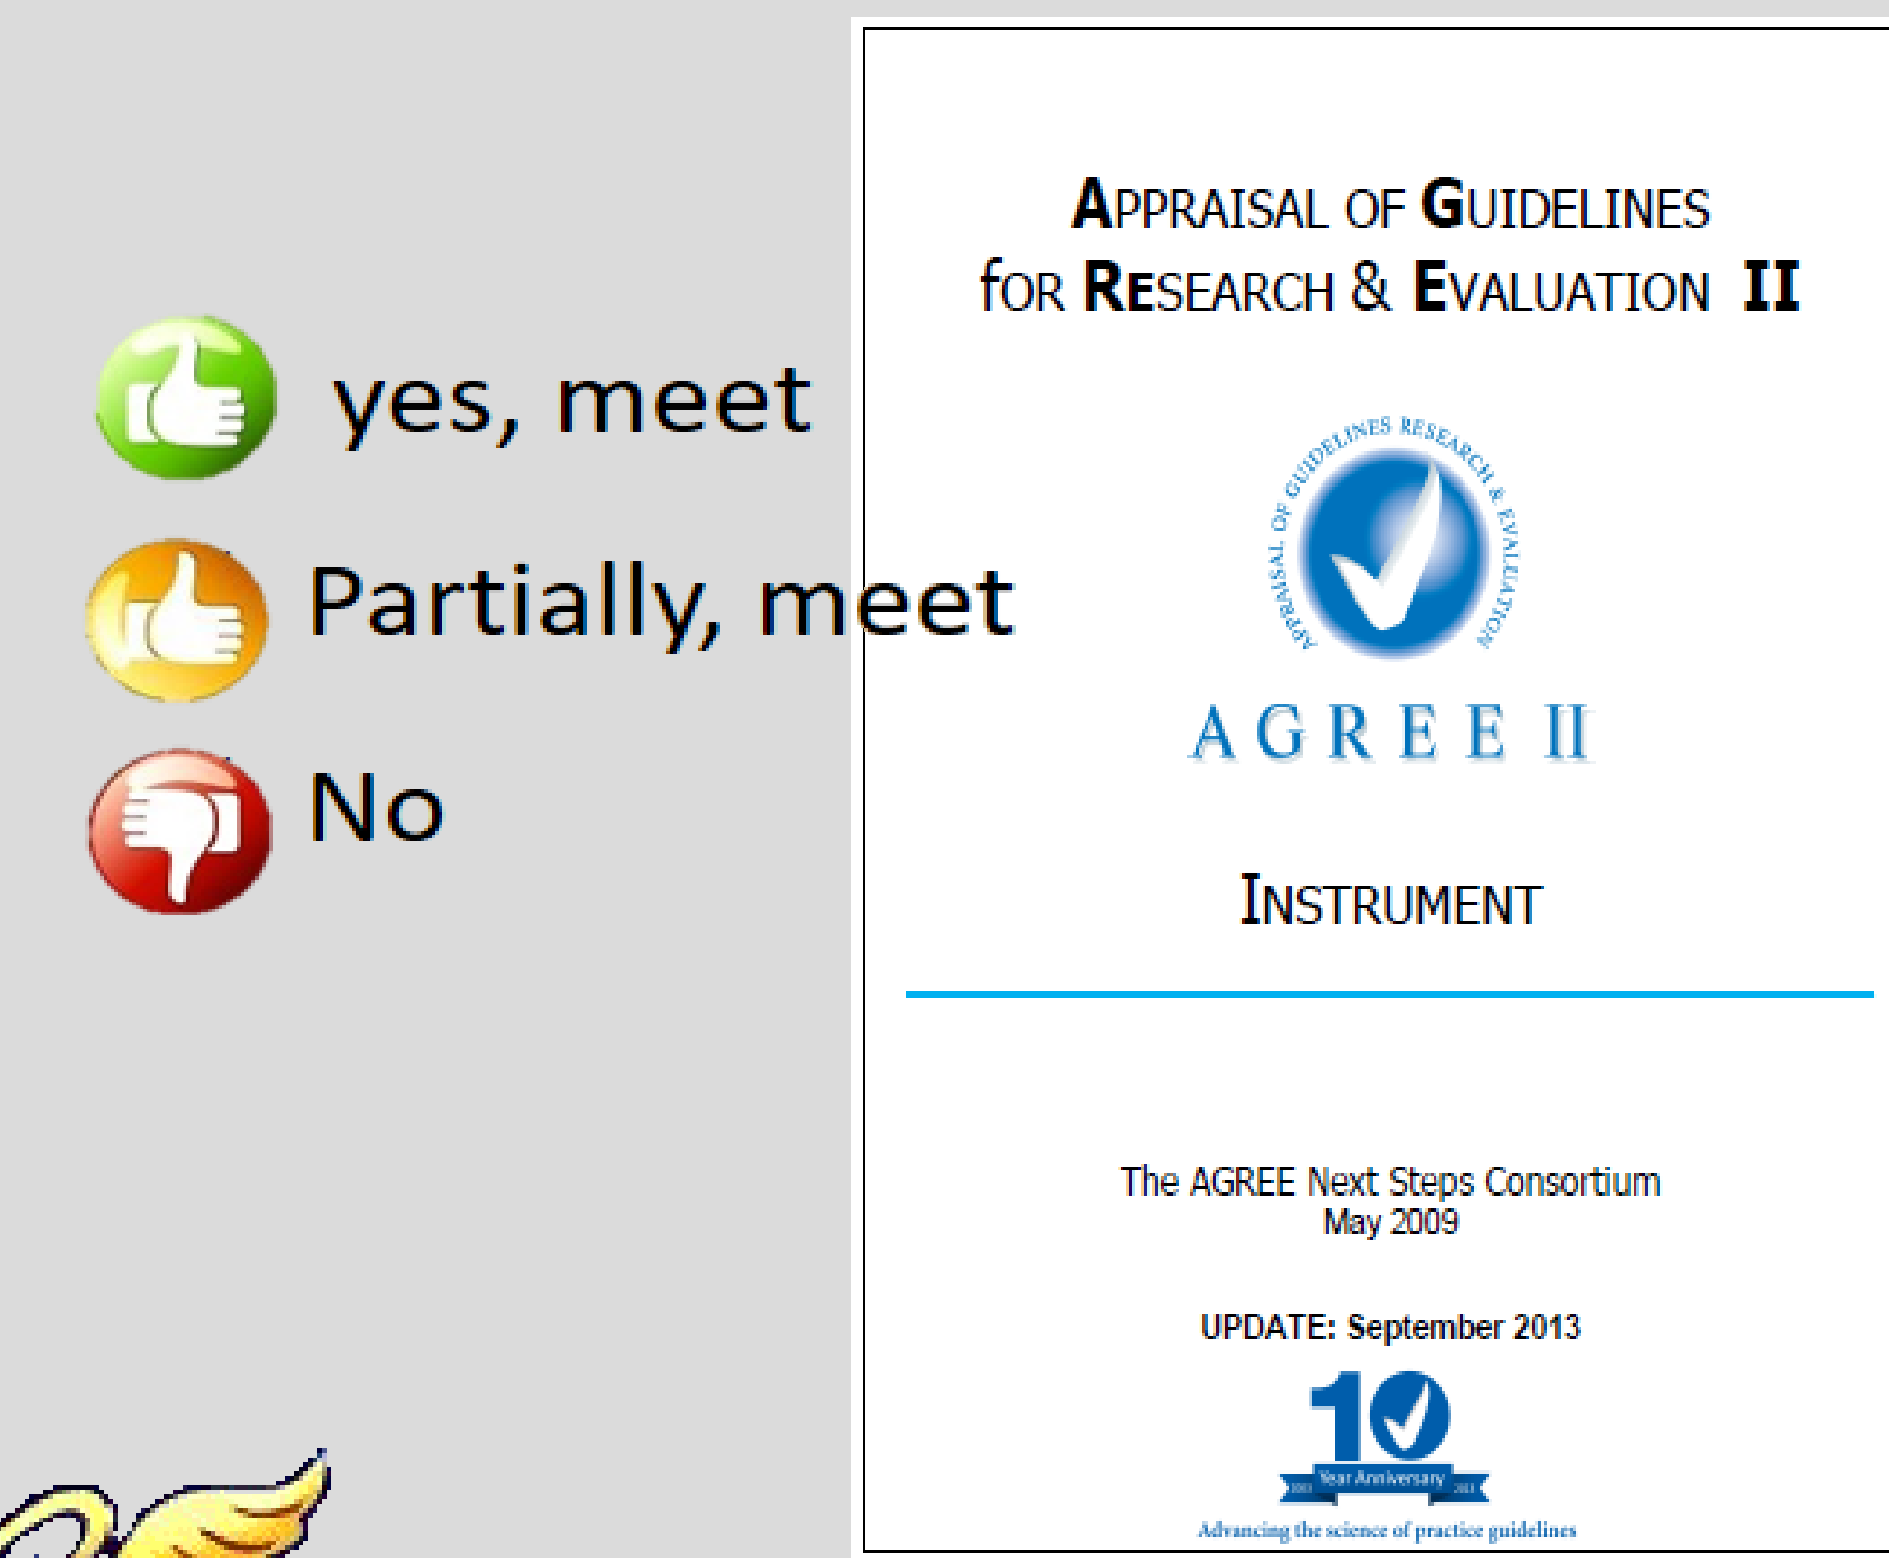 yes, meet
Partially, meet
No
APPRAISAL OF GUIDELINES
fOR RESEARCH & EVALUATION II
APPRAISAL OF GUIDELINES RESEARCH & EVALUATION
AGREE II
INSTRUMENT
The AGREE Next Steps Consortium
May 2009
UPDATE: September 2013
10
Year Anniversary
Advancing the science of practice guidelines